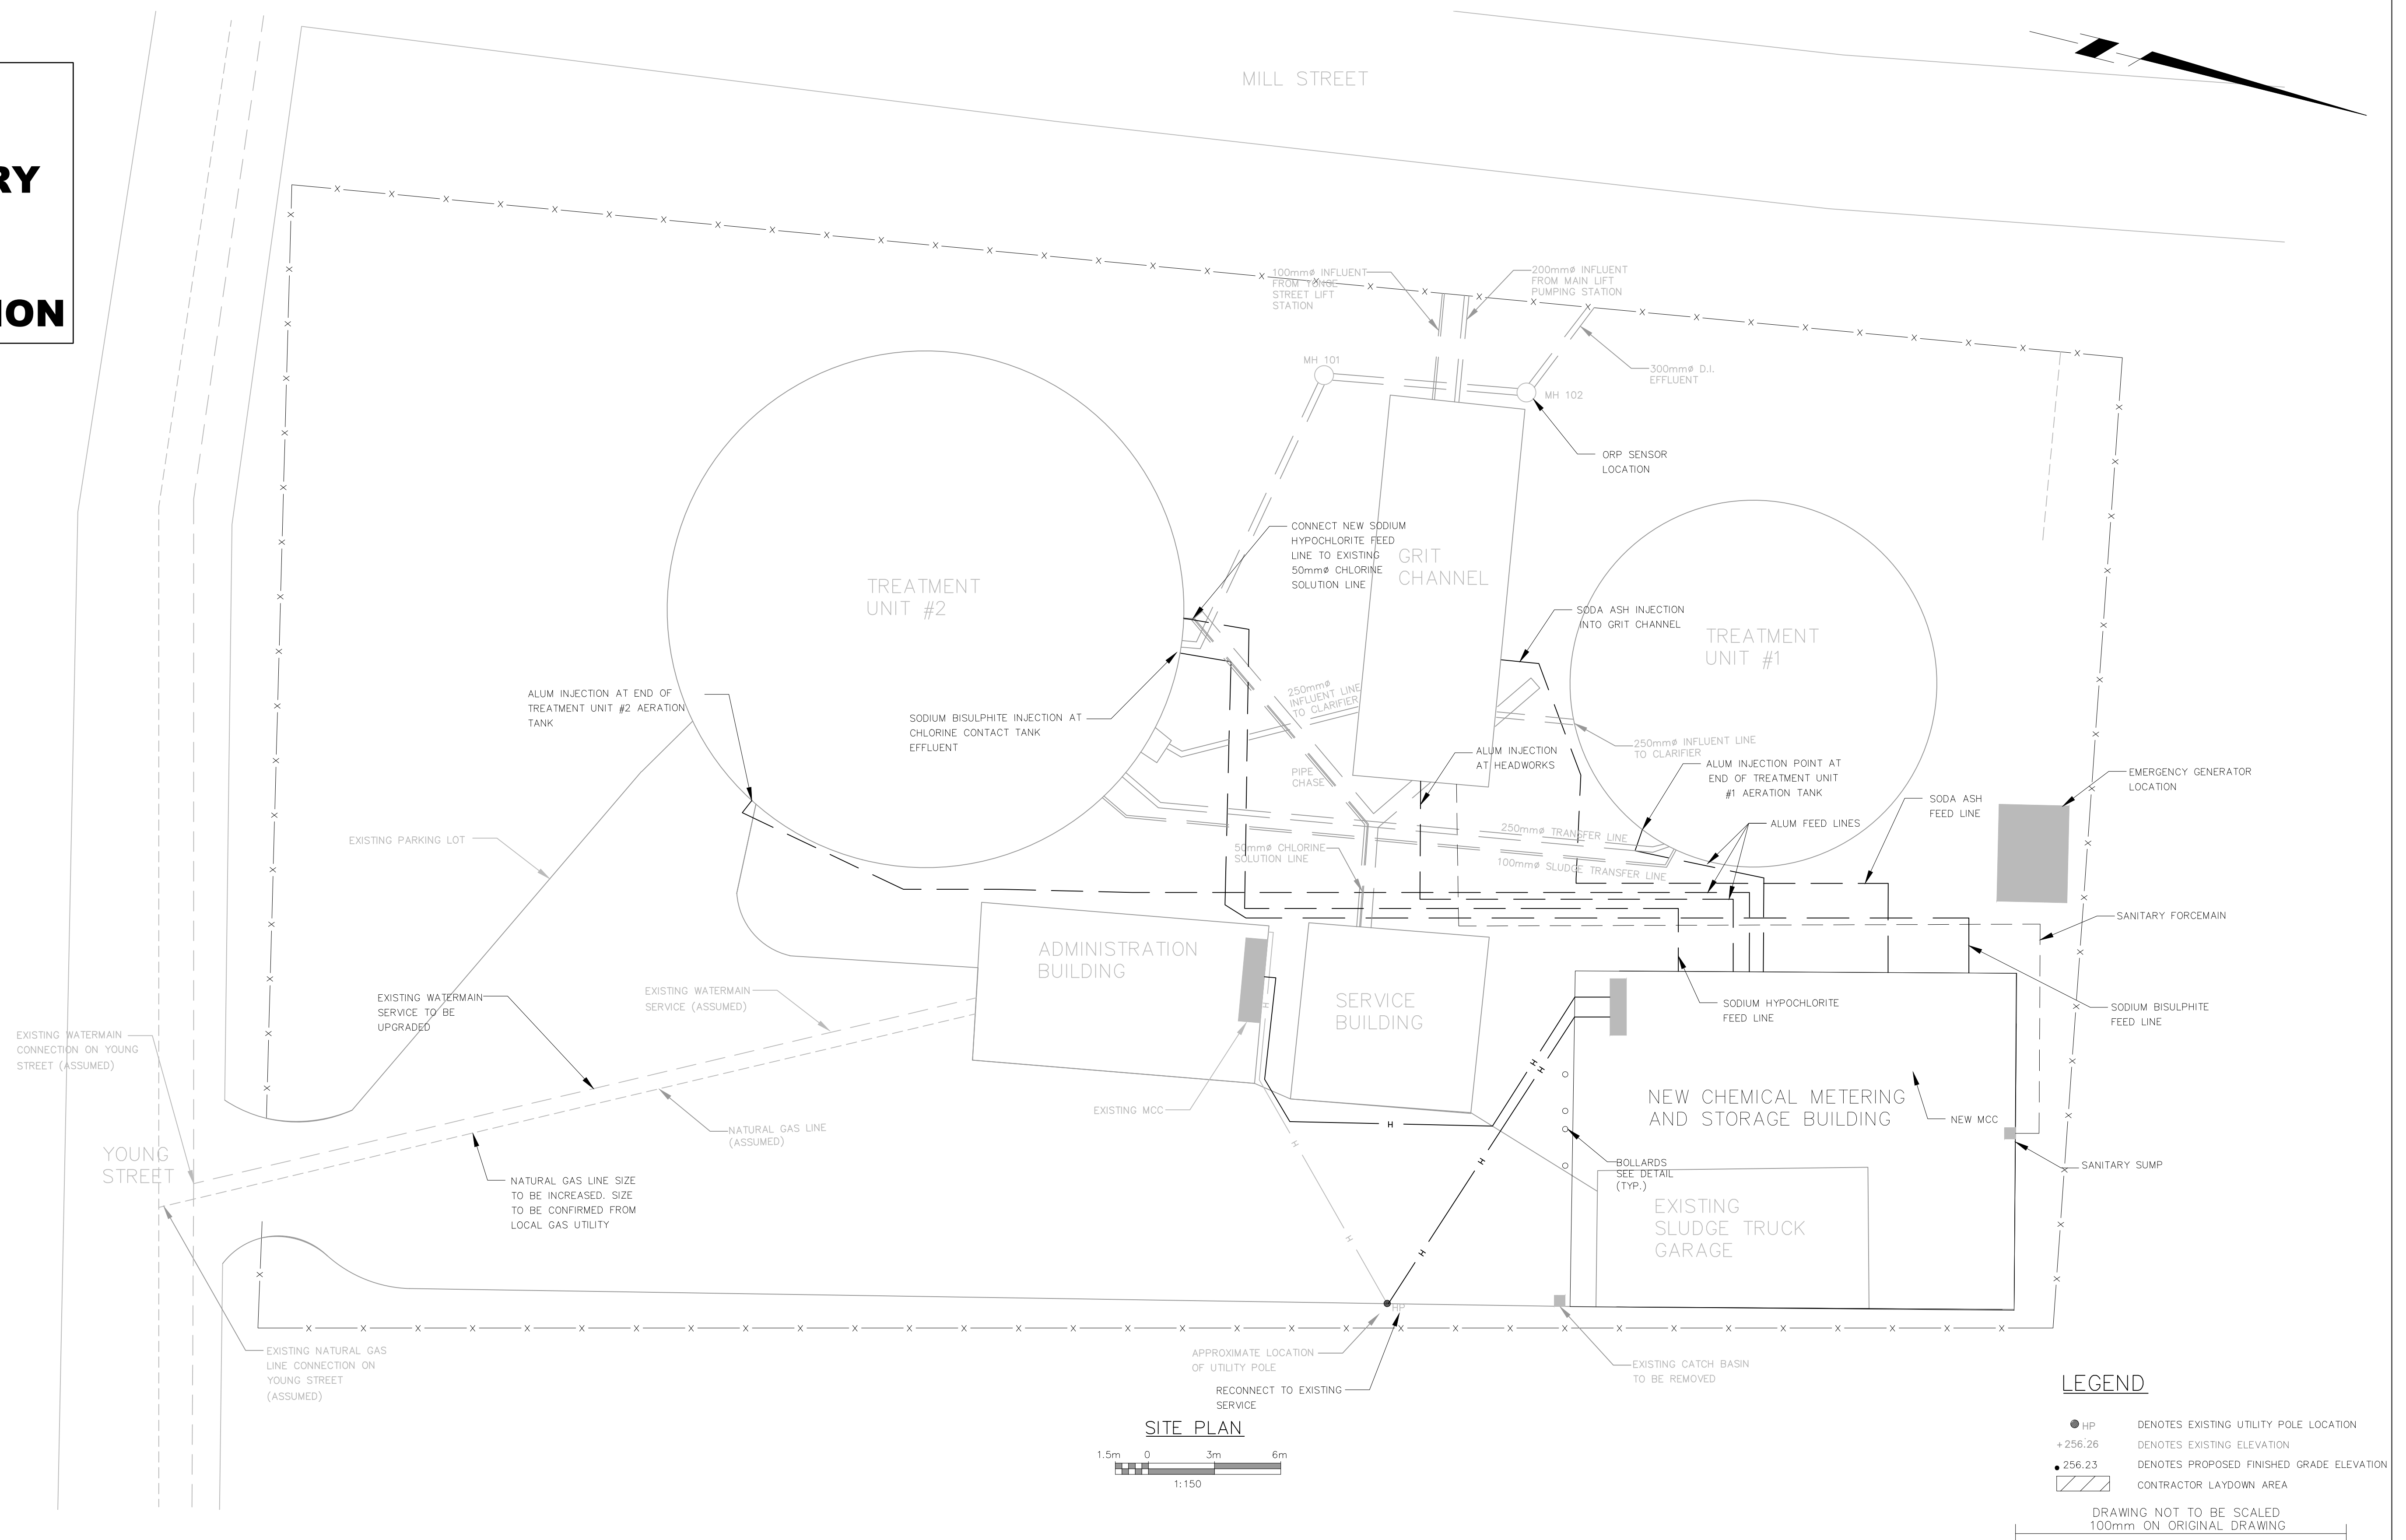 RY
ION
MILL STREET
100mmø INFLUENT
FROM YONGE
STREET LIFT
STATION
200mmø INFLUENT
FROM MAIN LIFT
PUMPING STATION
MH 101
300mmø D.I.
EFFLUENT
MH 102
ORP SENSOR
LOCATION
CONNECT NEW SODIUM
HYPOCHLORITE FEED
LINE TO EXISTING
50mmø CHLORINE
SOLUTION LINE
GRIT
CHANNEL
TREATMENT
UNIT #2
SODA ASH INJECTION
INTO GRIT CHANNEL
TREATMENT
UNIT #1
ALUM INJECTION AT END OF
TREATMENT UNIT #2 AERATION
TANK
SODIUM BISULPHITE INJECTION AT
CHLORINE CONTACT TANK
EFFLUENT
250mmø
INFLUENT LINE
TO CLARIFIER
250mmø INFLUENT LINE
TO CLARIFIER
ALUM INJECTION
AT HEADWORKS
PIPE
CHASE
ALUM INJECTION POINT AT
END OF TREATMENT UNIT
#1 AERATION TANK
EMERGENCY GENERATOR
LOCATION
SODA ASH
FEED LINE
ALUM FEED LINES
EXISTING PARKING LOT
250mmø TRANSFER LINE
50mmø CHLORINE
SOLUTION LINE
100mmø SLUDGE TRANSFER LINE
SANITARY FORCEMAIN
ADMINISTRATION
BUILDING
EXISTING WATERMAIN
SERVICE (ASSUMED)
EXISTING WATERMAIN
SERVICE TO BE
UPGRADED
SERVICE
BUILDING
SODIUM HYPOCHLORITE
FEED LINE
SODIUM BISULPHITE
FEED LINE
EXISTING WATERMAIN
CONNECTION ON YOUNG
STREET (ASSUMED)
H
H
H
NEW CHEMICAL METERING
AND STORAGE BUILDING
EXISTING MCC
NEW MCC
NATURAL GAS LINE
(ASSUMED)
H
H
H
H
H
YOUNG
STREET
BOLLARDS
SEE DETAIL
(TYP.)
SANITARY SUMP
NATURAL GAS LINE SIZE
TO BE INCREASED. SIZE
TO BE CONFIRMED FROM
LOCAL GAS UTILITY
EXISTING
SLUDGE TRUCK
GARAGE
HP
EXISTING NATURAL GAS
LINE CONNECTION ON
YOUNG STREET
(ASSUMED)
APPROXIMATE LOCATION
OF UTILITY POLE
EXISTING CATCH BASIN
TO BE REMOVED
RECONNECT TO EXISTING
SERVICE
SITE PLAN
1.5m 0 3m 6m
1:150
LEGEND
HP DENOTES EXISTING UTILITY POLE LOCATION
+256.26 DENOTES EXISTING ELEVATION
256.23 DENOTES PROPOSED FINISHED GRADE ELEVATION
CONTRACTOR LAYDOWN AREA
DRAWING NOT TO BE SCALED
100mm ON ORIGINAL DRAWING